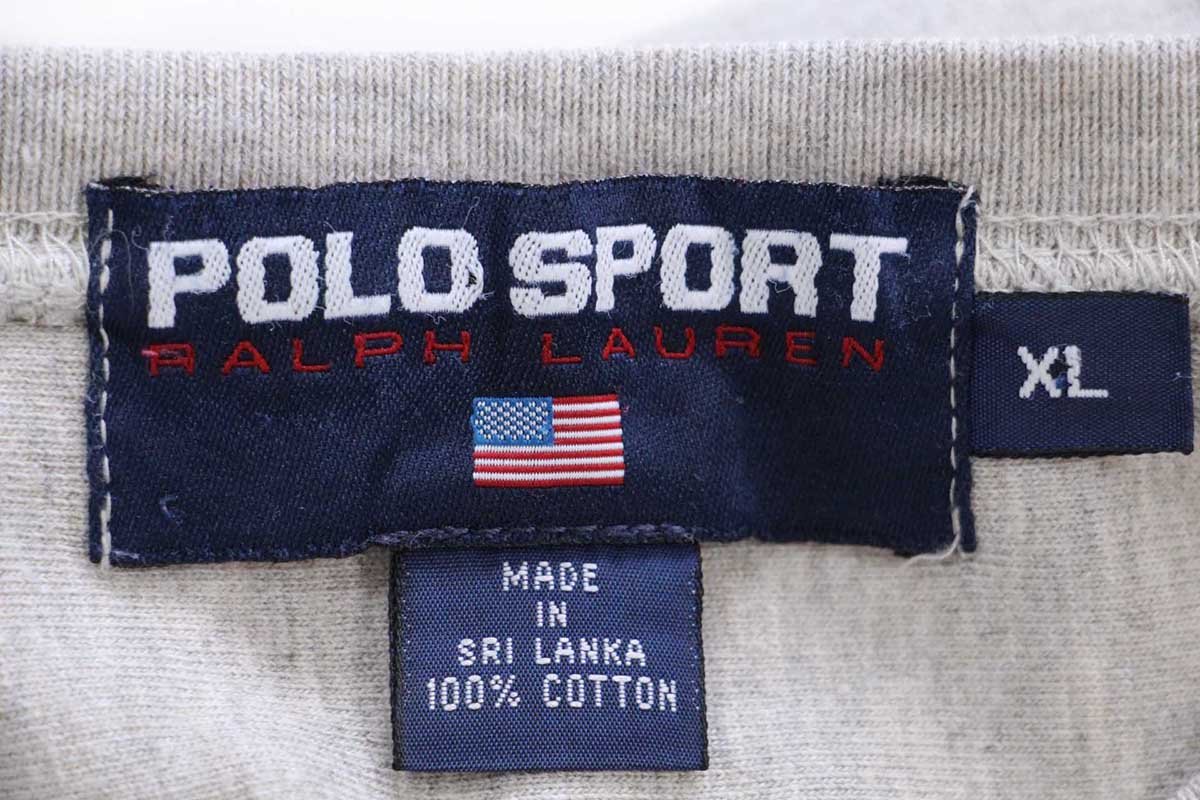 POLO SPORT
RALPH LAUREN
XL
MADE
IN
SRI LANKA
100% COTTON